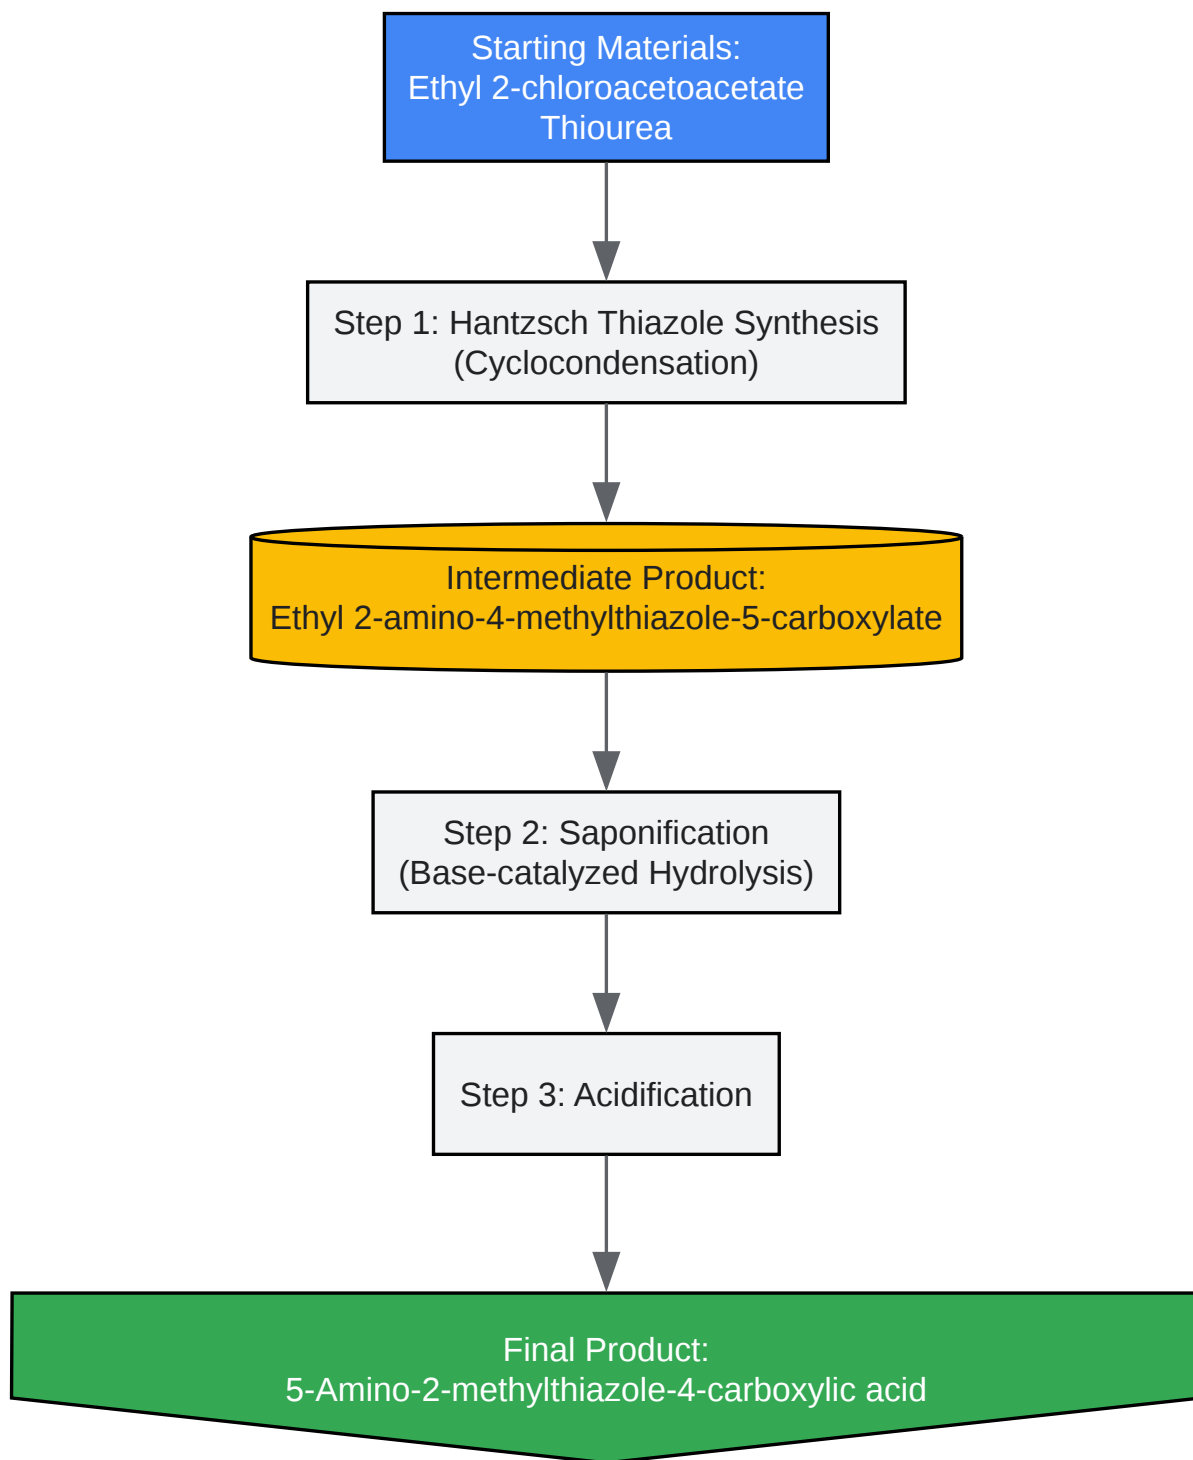 Starting Materials:
Ethyl 2-chloroacetoacetate
Thiourea
Step 1: Hantzsch Thiazole Synthesis
(Cyclocondensation)
Intermediate Product:
Ethyl 2-amino-4-methylthiazole-5-carboxylate
Step 2: Saponification
(Base-catalyzed Hydrolysis)
Step 3: Acidification
Final Product:
5-Amino-2-methylthiazole-4-carboxylic acid